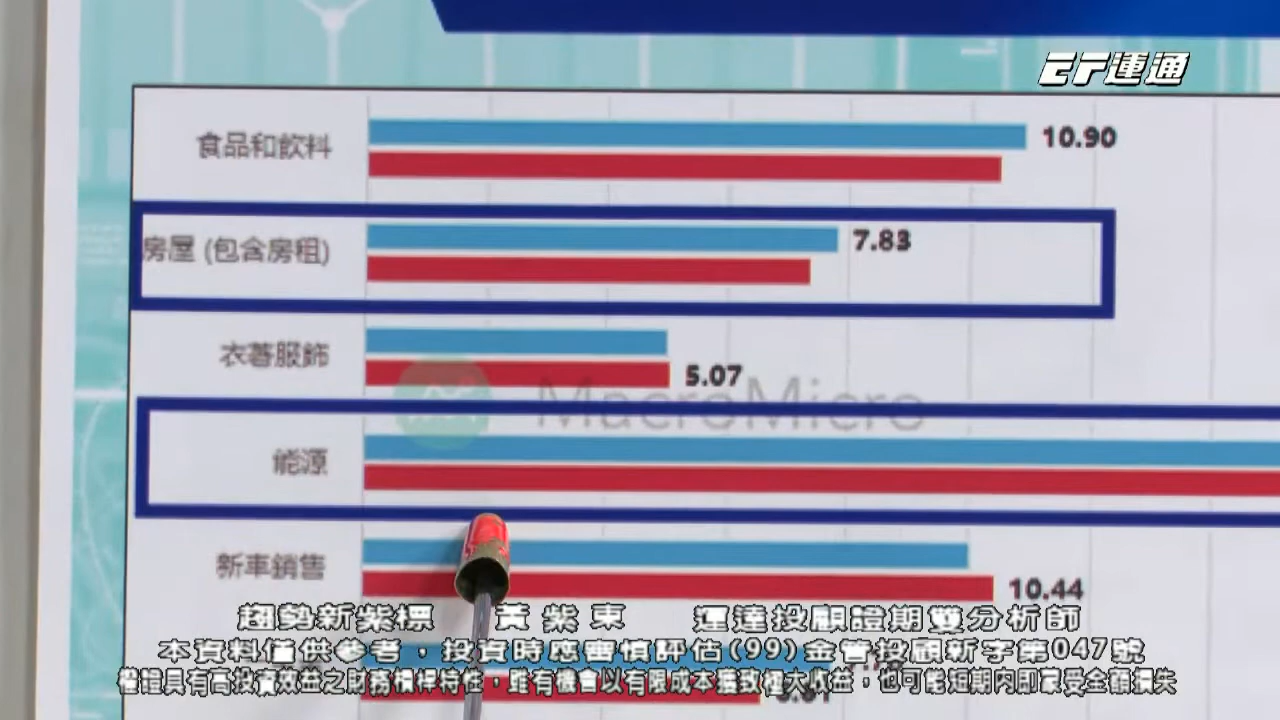 EF運通
食品和飲料
10.90
房屋 (包含房租)
7.83
衣著服飾
5.07
MacroMicro
能源
新車銷售
10.44
趨勢新紫標 黃紫東 運達投顧證期雙分析師
本資料僅供參考，投資時應審慎評估(99)金管投顧新字第047號
權證具有高投資效益之財務槓桿特性，雖有機會以有限成本獲致極大收益，也可能短期內即蒙受全額損失